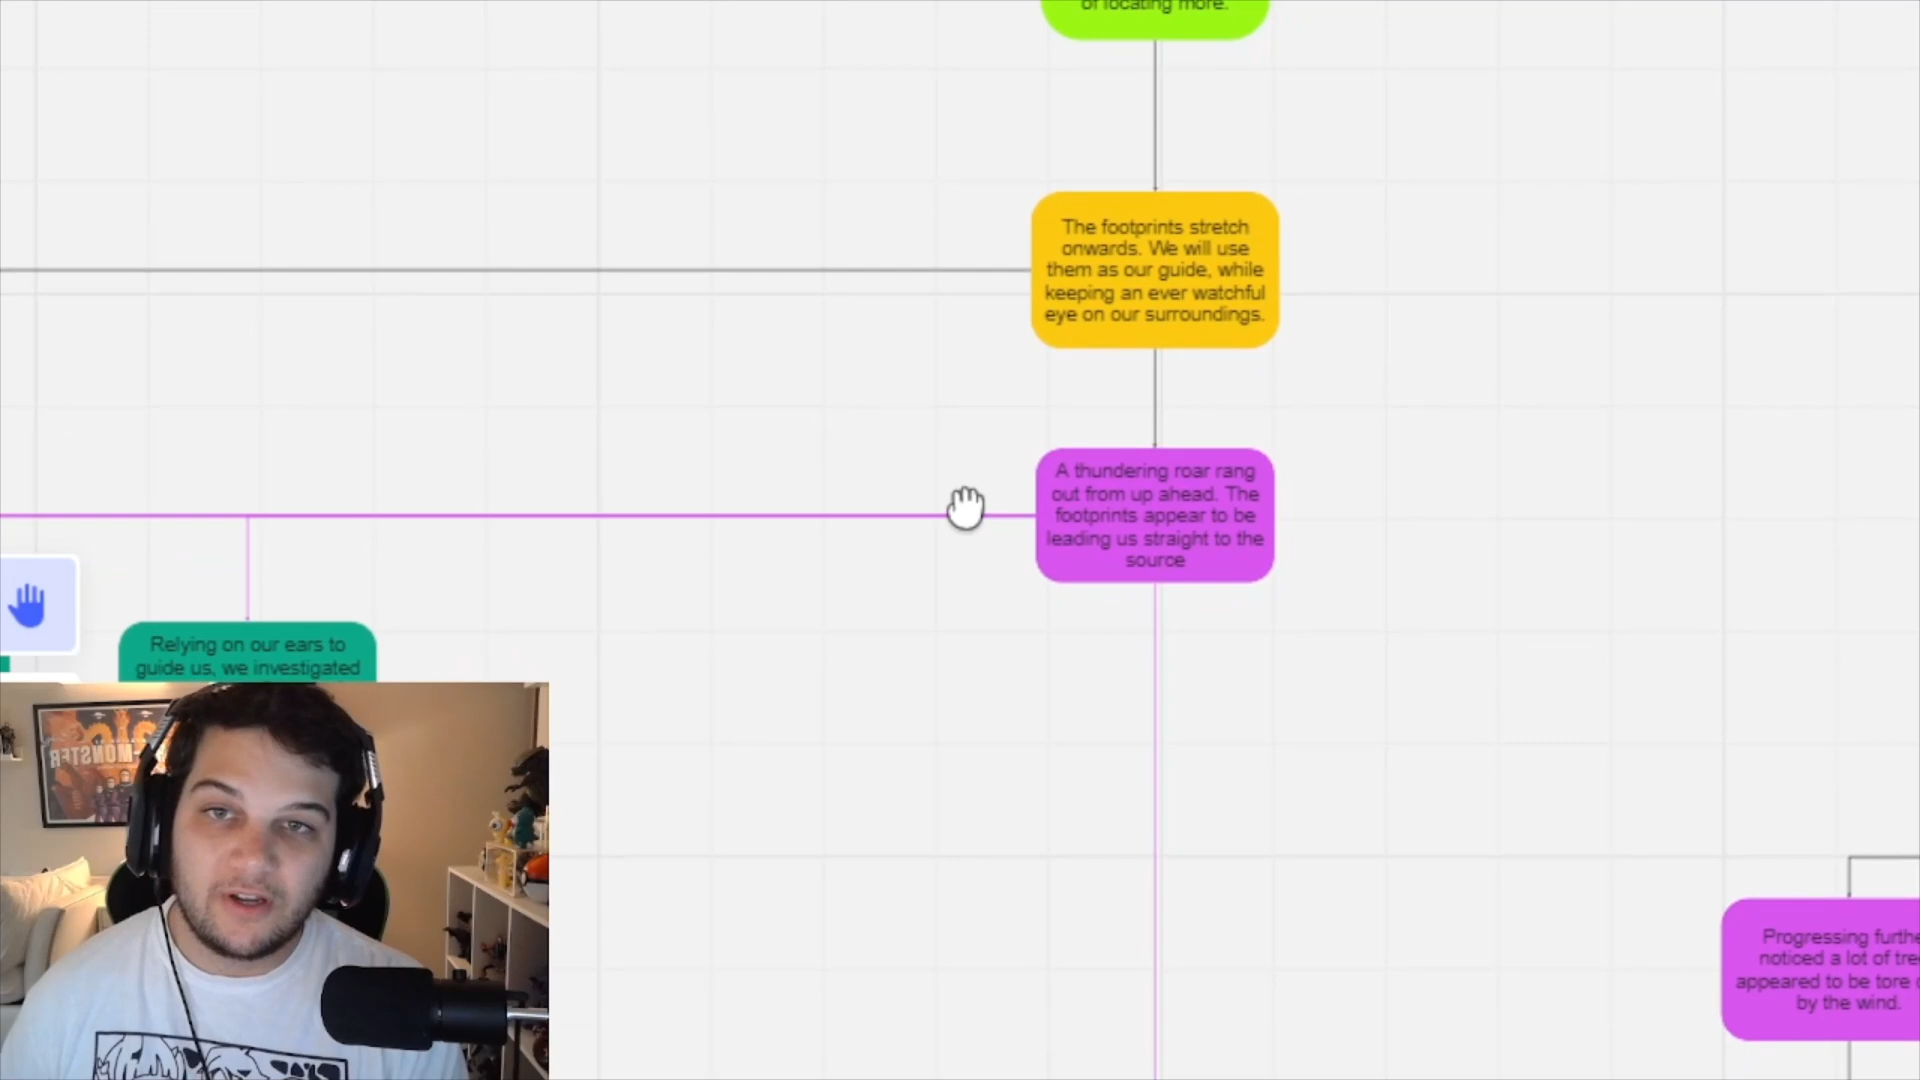 of locating more.
The footprints stretch
onwards. We will use
them as our guide, while
keeping an ever watchful
eye on our surroundings.
A thundering roar rang
out from up ahead. The
footprints appear to be
leading us straight to the
source
Relying on our ears to
guide us, we investigated
Progressing
noticed a lot of
appeared to be tore
by the wind.
MONSTER